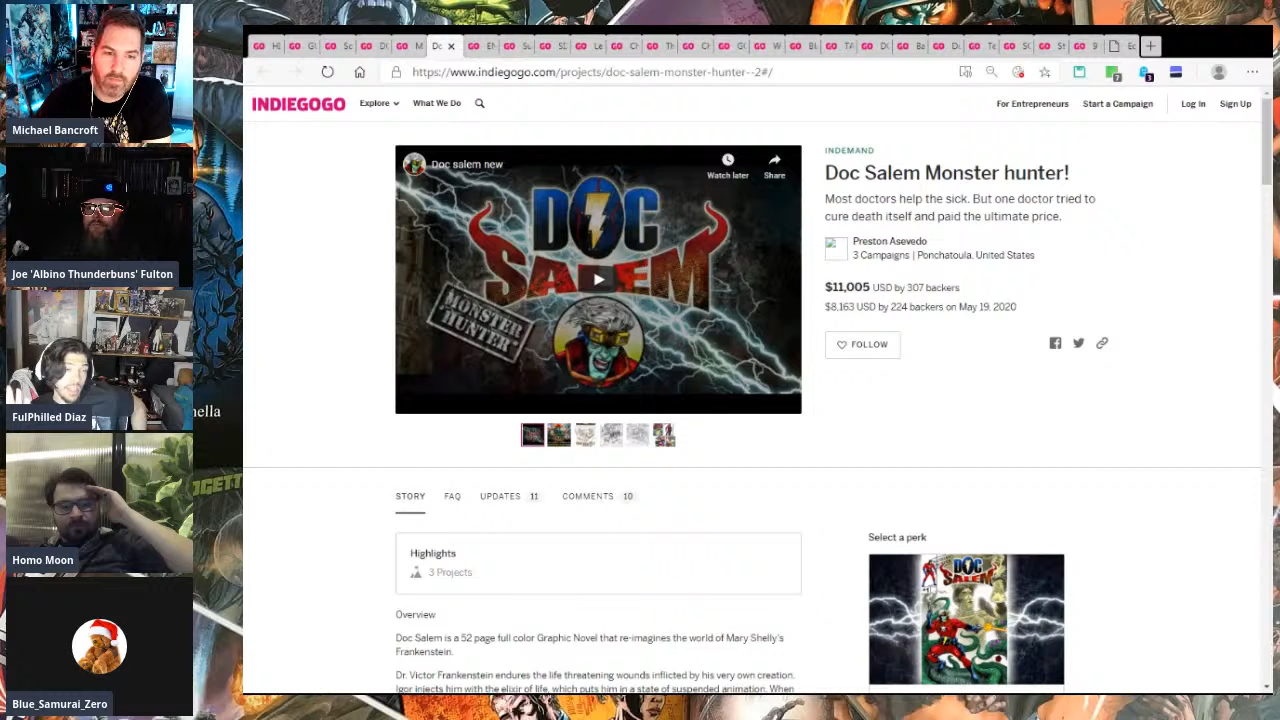 Michael Bancroft
Joe 'Albino Thunderbuns' Fulton
FulPhilled Diaz
Homo Moon
Blue_Samurai_Zero
nella
https://www.indiegogo.com/projects/doc-salem-monster-hunter--2#/
INDIEGOGO
Explore
What We Do
For Entrepreneurs
Start a Campaign
Log In
Sign Up
Doc salem new
Watch later
Share
DOC
SALEM
MONSTER
HUNTER
INDEMAND
Doc Salem Monster hunter!
Most doctors help the sick. But one doctor tried to
cure death itself and paid the ultimate price.
Preston Asevedo
3 Campaigns | Ponchatoula, United States
$11,005 USD by 307 backers
$8,163 USD by 224 backers on May 19, 2020
FOLLOW
STORY
FAQ
UPDATES 11
COMMENTS 10
Highlights
3 Projects
Overview
Doc Salem is a 52 page full color Graphic Novel that re-imagines the world of Mary Shelly's
Frankenstein.
Dr. Victor Frankenstein endures the life threatening wounds inflicted by his very own creation.
Igor injects him with the elixir of life, which puts him in a state of suspended animation. When
Select a perk
DOC
SALEM